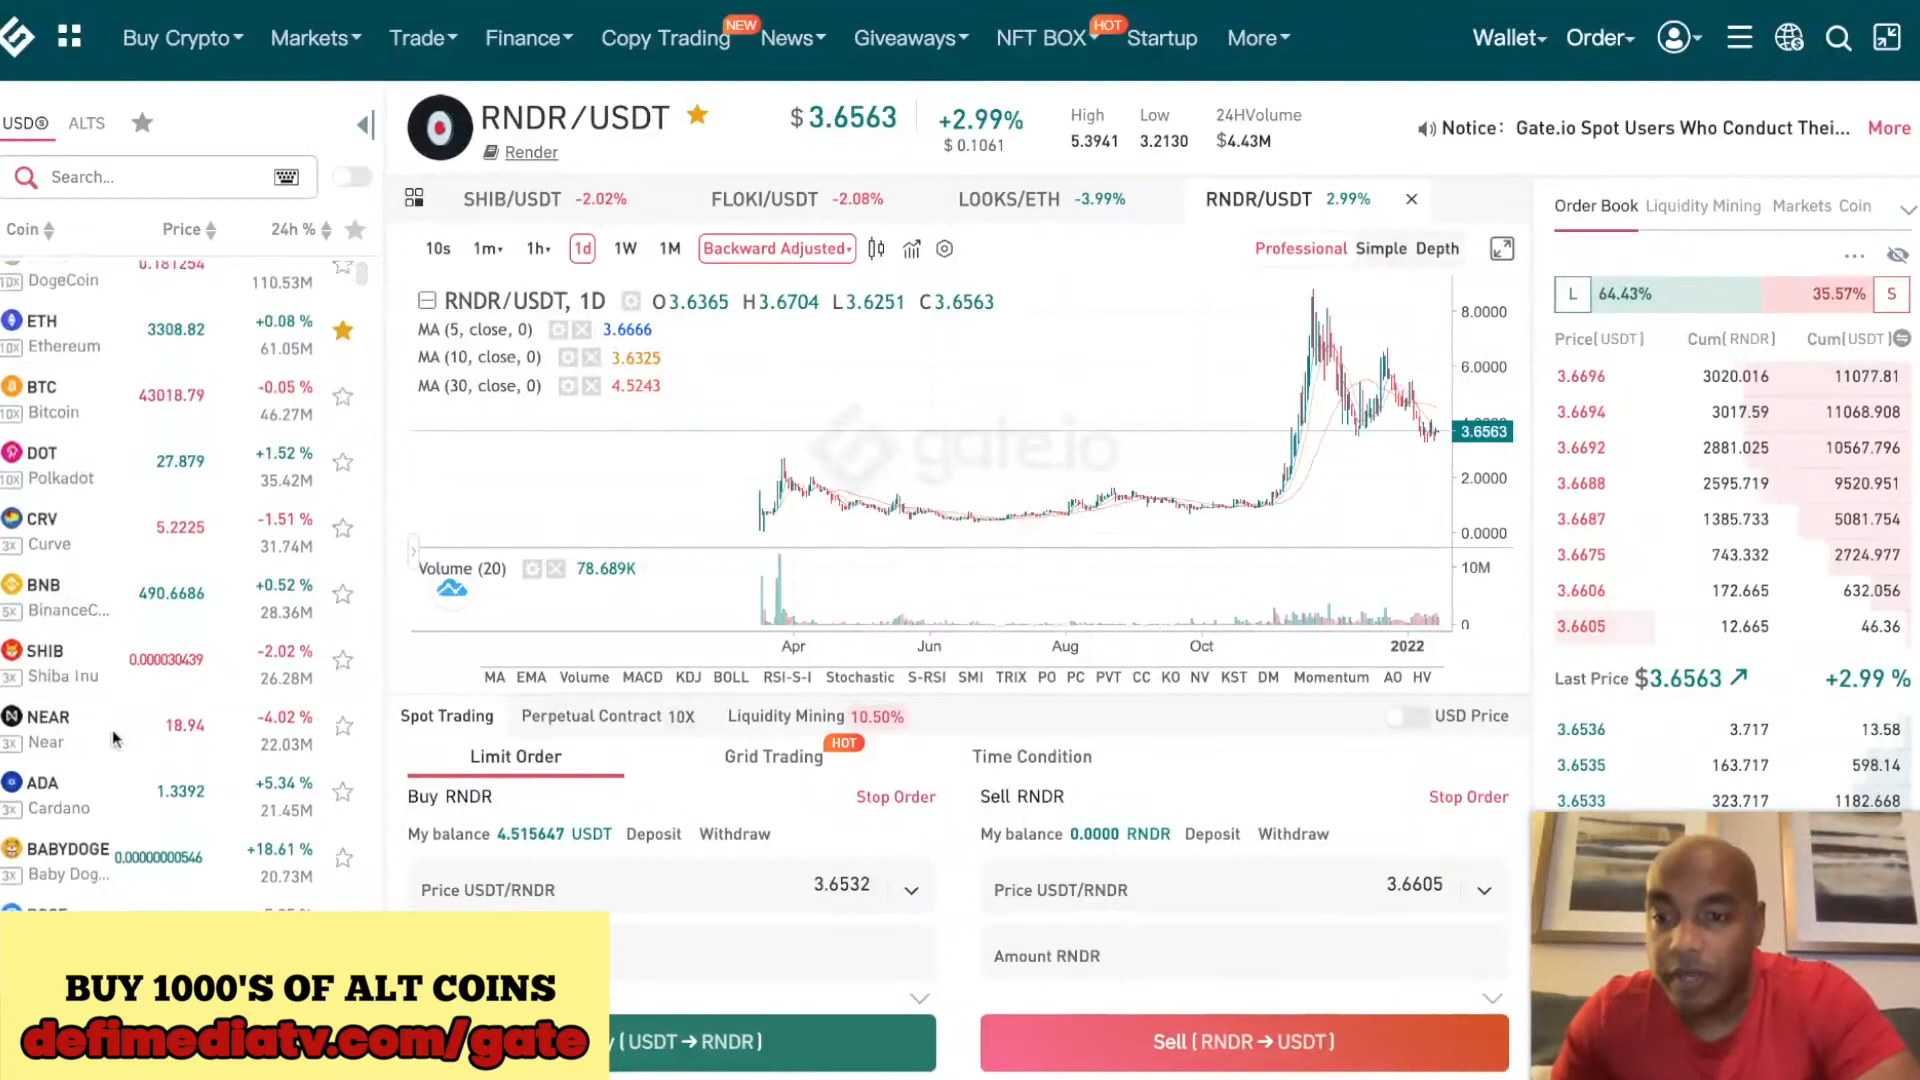 Buy Crypto
Markets
Trade
Finance
Copy Trading
NEW
News
Giveaways
NFT BOX
HOT
Startup
More
Wallet
Order
USDⓈ
ALTS
Search...
Coin
Price
24h %
0.181254
10X DogeCoin
110.53M
ETH 3308.82 +0.08 %
10X Ethereum 61.05M
BTC 43018.79 -0.05 %
10X Bitcoin 46.27M
DOT 27.879 +1.52 %
10X Polkadot 35.42M
CRV 5.2225 -1.51 %
3X Curve 31.74M
BNB 490.6686 +0.52 %
5X BinanceC... 28.36M
SHIB 0.000030439 -2.02 %
3X Shiba Inu 26.28M
NEAR 18.94 -4.02 %
3X Near 22.03M
ADA 1.3392 +5.34 %
3X Cardano 21.45M
BABYDOGE 0.00000000546 +18.61 %
3X Baby Dog... 20.73M
BUY 1000'S OF ALT COINS
defimediatv.com/gate
RNDR/USDT
Render
$ 3.6563
+2.99%
$ 0.1061
High
5.3941
Low
3.2130
24HVolume
$4.43M
Notice: Gate.io Spot Users Who Conduct Thei...
More
SHIB/USDT -2.02%
FLOKI/USDT -2.08%
LOOKS/ETH -3.99%
RNDR/USDT 2.99%
10s 1m 1h 1d 1W 1M Backward Adjusted
Professional Simple Depth
RNDR/USDT, 1D O3.6365 H3.6704 L3.6251 C3.6563
MA (5, close, 0) 3.6666
MA (10, close, 0) 3.6325
MA (30, close, 0) 4.5243
gate.io
8.0000
6.0000
3.6563
2.0000
0.0000
Volume (20) 78.689K
10M
0
Apr Jun Aug Oct 2022
MA EMA Volume MACD KDJ BOLL RSI-S-I Stochastic S-RSI SMI TRIX PO PC PVT CC KO NV KST DM Momentum AO HV
Spot Trading
Perpetual Contract 10X
Liquidity Mining 10.50%
USD Price
Limit Order
Grid Trading
HOT
Time Condition
Buy RNDR
Stop Order
My balance 4.515647 USDT Deposit Withdraw
Price USDT/RNDR 3.6532
(USDT→RNDR)
Sell RNDR
Stop Order
My balance 0.0000 RNDR Deposit Withdraw
Price USDT/RNDR 3.6605
Amount RNDR
Sell (RNDR→USDT)
Order Book Liquidity Mining Markets Coin
L 64.43% 35.57% S
Price(USDT) Cum(RNDR) Cum(USDT)
3.6696 3020.016 11077.81
3.6694 3017.59 11068.908
3.6692 2881.025 10567.796
3.6688 2595.719 9520.951
3.6687 1385.733 5081.754
3.6675 743.332 2724.977
3.6606 172.665 632.056
3.6605 12.665 46.36
Last Price $3.6563 ↗ +2.99 %
3.6536 3.717 13.58
3.6535 163.717 598.14
3.6533 323.717 1182.668